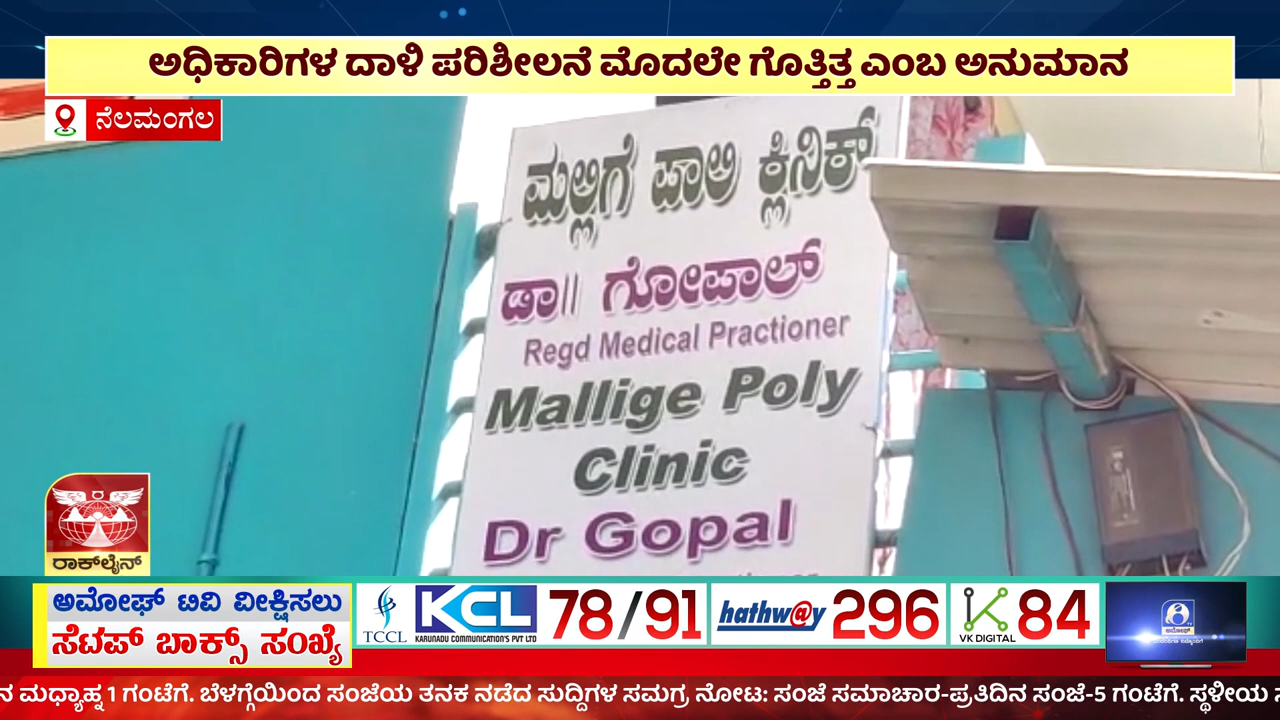 ಅಧಿಕಾರಿಗಳ ದಾಳಿ ಪರಿಶೀಲನೆ ಮೊದಲೇ ಗೊತ್ತಿತ್ತ ಎಂಬ ಅನುಮಾನ
ನೆಲಮಂಗಲ
ಮಲ್ಲಿಗೆ ಪಾಲಿ ಕ್ಲಿನಿಕ್
ಡಾ|| ಗೋಪಾಲ್
Regd Medical Practioner
Mallige Poly
Clinic
Dr Gopal
ರಾಕ್‌ಲೈನ್
ಅಮೋಘ್ ಟಿವಿ ವೀಕ್ಷಿಸಲು
ಸೆಟಪ್ ಬಾಕ್ಸ್ ಸಂಖ್ಯೆ
TCCL
KCL
KARUNADU COMMUNICATION'S PVT LTD
78/91
hathw@y
296
VK DIGITAL
84
ಅಮೋಘ್
ನ ಮಧ್ಯಾಹ್ನ 1 ಗಂಟೆಗೆ. ಬೆಳಗ್ಗೆಯಿಂದ ಸಂಜೆಯ ತನಕ ನಡೆದ ಸುದ್ದಿಗಳ ಸಮಗ್ರ ನೋಟ: ಸಂಜೆ ಸಮಾಚಾರ-ಪ್ರತಿದಿನ ಸಂಜೆ-5 ಗಂಟೆಗೆ. ಸ್ಥಳೀಯ